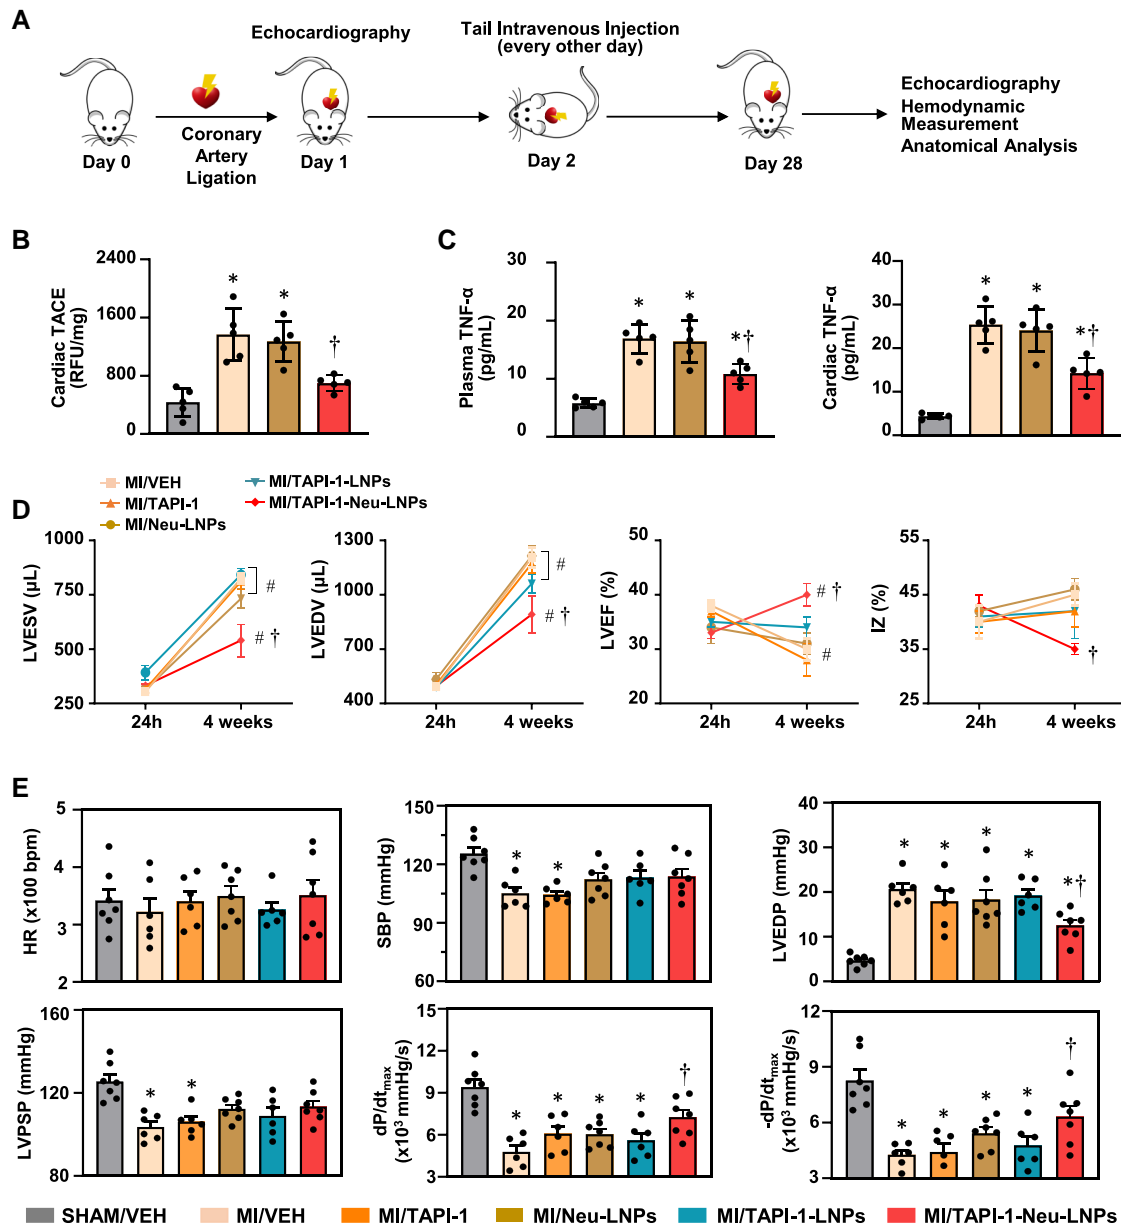 A
Echocardiography
Tail Intravenous Injection
(every other day)
Coronary
Artery
Ligation
Day 0
Day 1
Day 2
Day 28
Echocardiography
Hemodynamic
Measurement
Anatomical Analysis
B
Cardiac TACE
(RFU/mg)
2400
1600
800
0
*
*
†
C
Plasma TNF-α
(pg/mL)
30
20
10
0
*
*
*†
Cardiac TNF-α
(pg/mL)
40
30
20
10
0
*
*
*†
MI/VEH
MI/TAPI-1
MI/Neu-LNPs
MI/TAPI-1-LNPs
MI/TAPI-1-Neu-LNPs
D
LVESV (µL)
1000
750
500
250
24h
4 weeks
#
# †
LVEDV (µL)
1300
1000
700
400
24h
4 weeks
#
# †
LVEF (%)
50
40
30
20
24h
4 weeks
# †
#
IZ (%)
55
45
35
25
24h
4 weeks
†
E
HR (x100 bpm)
5
4
3
2
SBP (mmHg)
150
120
90
60
*
*
LVEDP (mmHg)
40
30
20
10
0
*
*
*
*
*†
LVPSP (mmHg)
160
120
80
*
*
dP/dtmax
(x10³ mmHg/s)
15
12
9
6
3
*
*
*
*
†
-dP/dtmax
(x10³ mmHg/s)
12
9
6
3
*
*
*
*
†
SHAM/VEH
MI/VEH
MI/TAPI-1
MI/Neu-LNPs
MI/TAPI-1-LNPs
MI/TAPI-1-Neu-LNPs